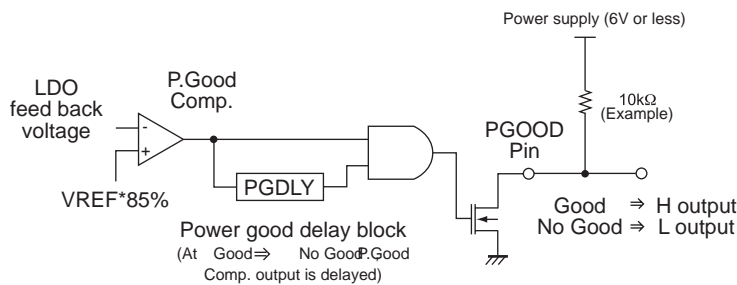 Power supply (6V or less)
LDO
feed back
voltage
P.Good
Comp.
-
+
VREF*85%
PGDLY
10kΩ
(Example)
PGOOD
Pin
Good ⇒ H output
No Good ⇒ L output
Power good delay block
(At Good⇒ No Good, P.Good
Comp. output is delayed)